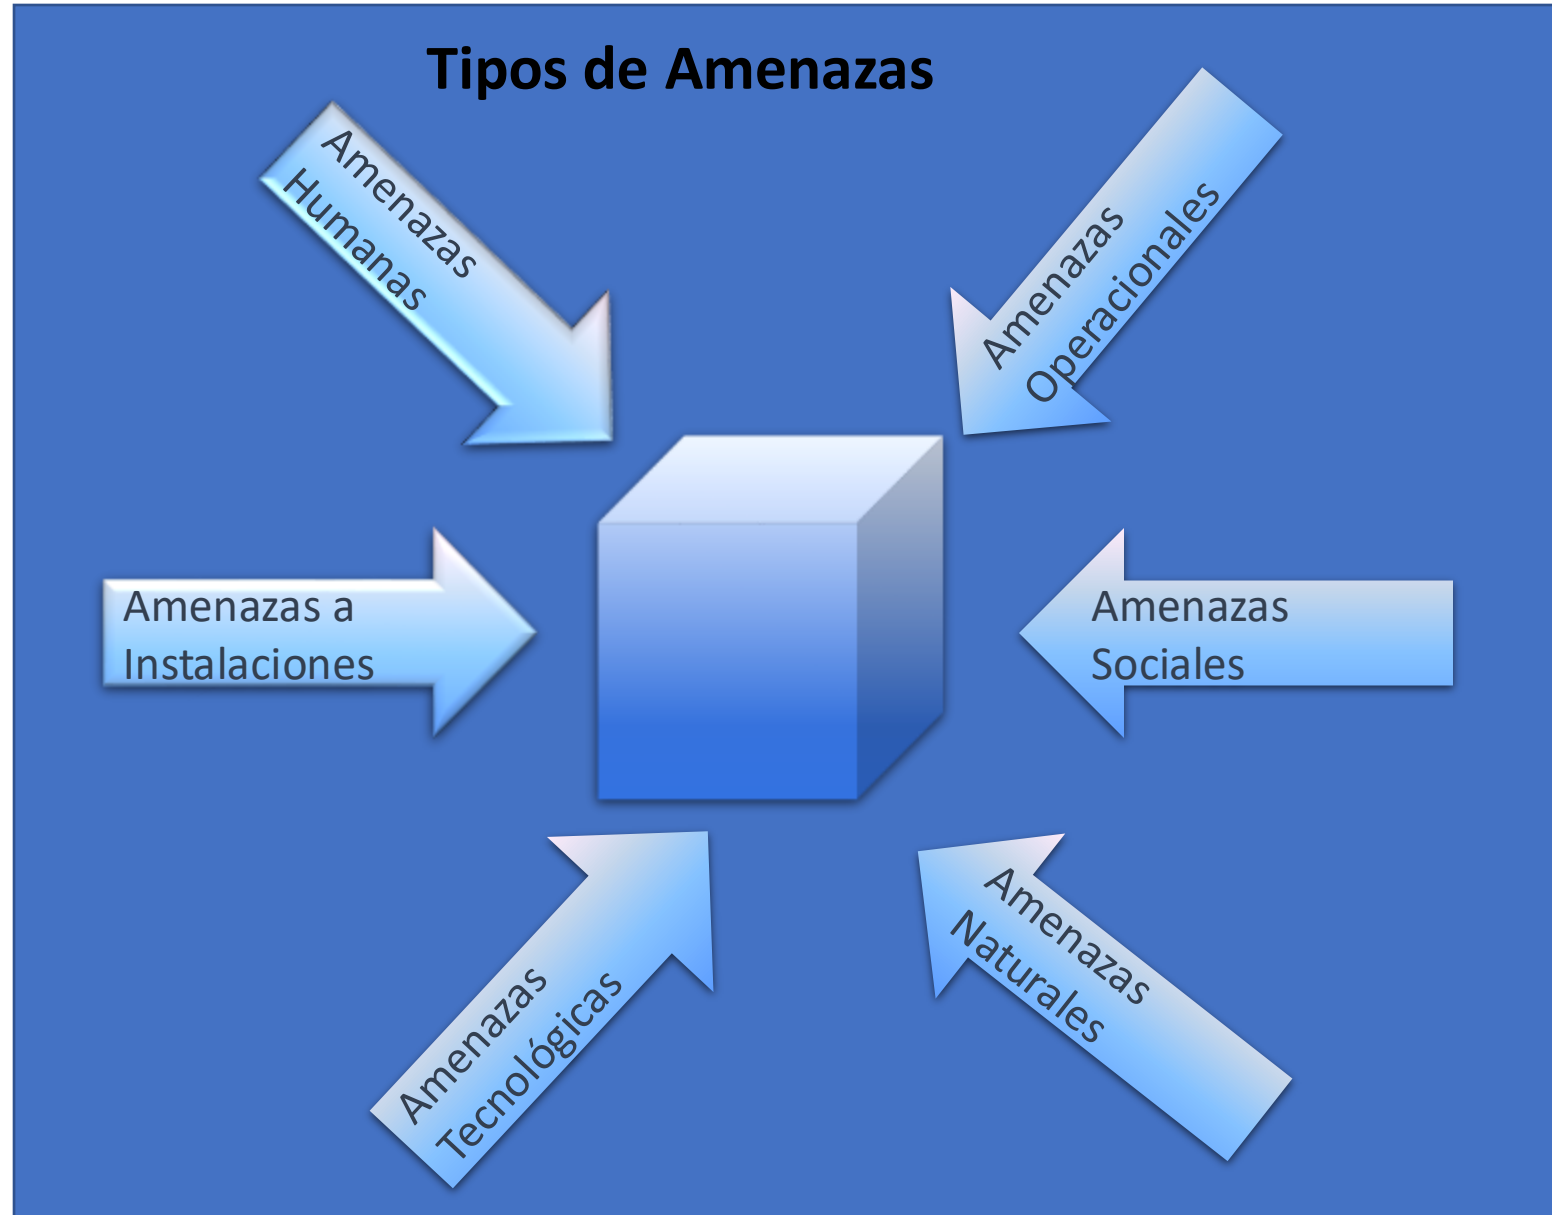 Tipos de Amenazas
Amenazas
Humanas
Amenazas
Operacionales
Amenazas a
Instalaciones
Amenazas
Sociales
Amenazas
Tecnológicas
Amenazas
Naturales